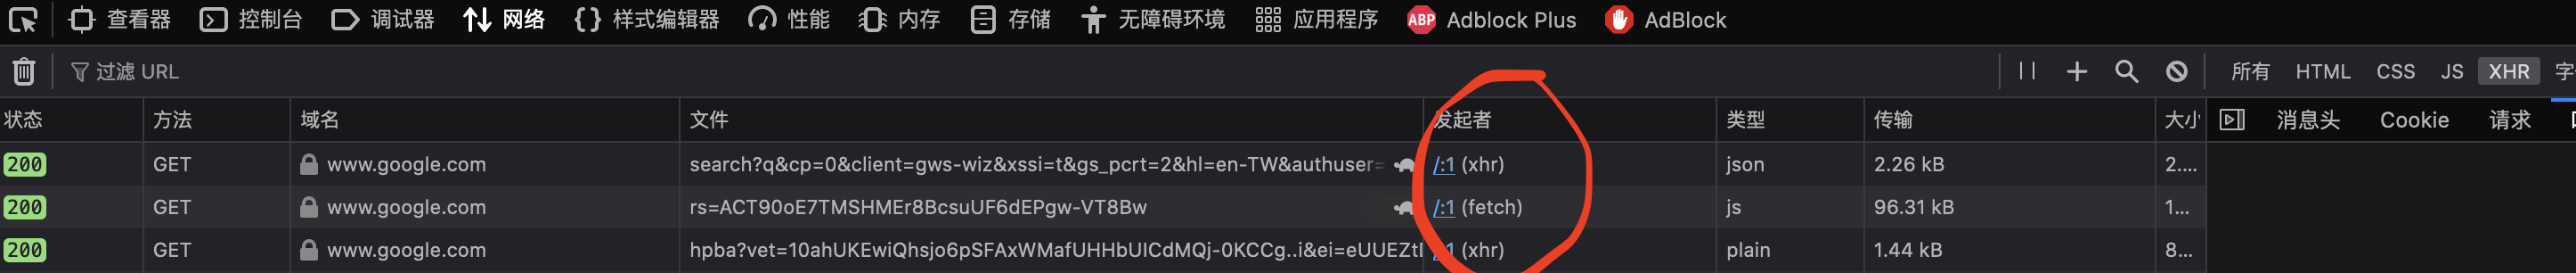 查看器 控制台 调试器 网络 {} 样式编辑器 性能 内存 存储 无障碍环境 应用程序 ABP Adblock Plus AdBlock
过滤 URL 所有 HTML CSS JS XHR
状态 方法 域名 文件 发起者 类型 传输 大小 消息头 Cookie 请求
200 GET www.google.com search?q&cp=0&client=gws-wiz&xssi=t&gs_pcrt=2&hl=en-TW&authuser= /:1 (xhr) json 2.26 kB 2....
200 GET www.google.com rs=ACT90oE7TMSHMEr8BcsuUF6dEPgw-VT8Bw /:1 (fetch) js 96.31 kB 1...
200 GET www.google.com hpba?vet=10ahUKEwiQhsjo6pSFAxWMafUHHbUICdMQj-0KCCg..i&ei=eUUEZtI /:1 (xhr) plain 1.44 kB 8...